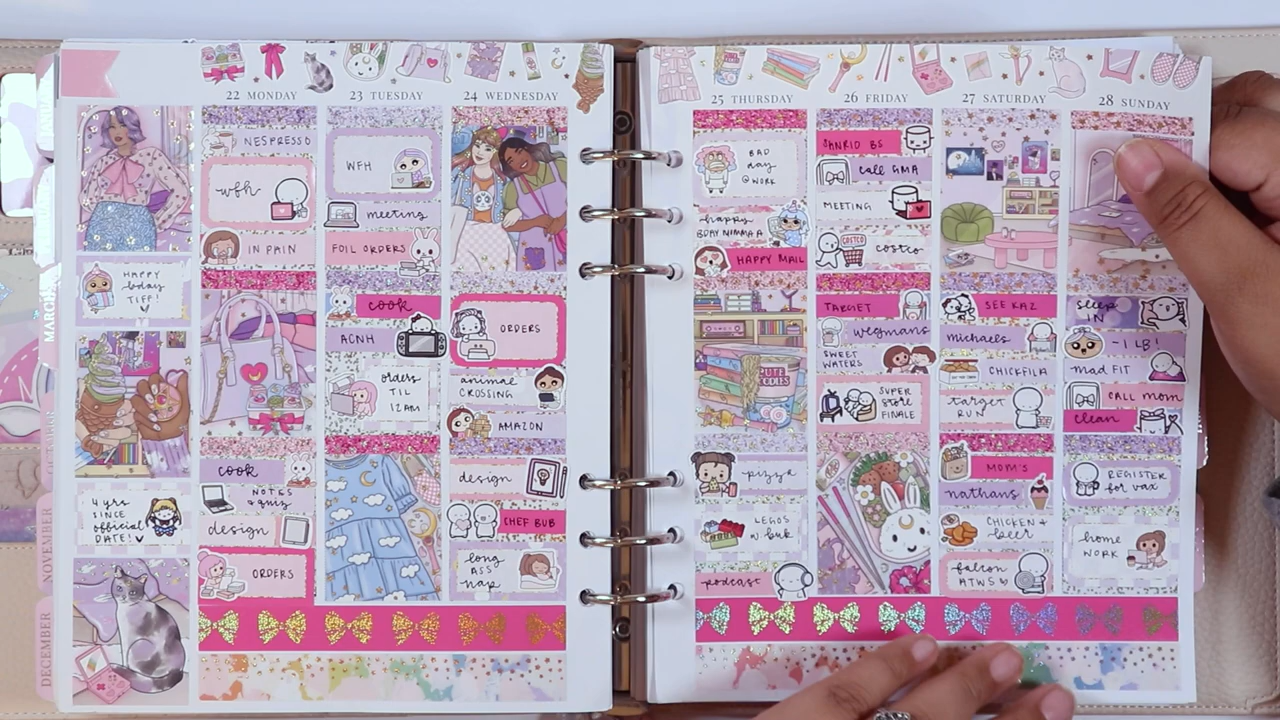 22 MONDAY
23 TUESDAY
24 WEDNESDAY
25 THURSDAY
26 FRIDAY
27 SATURDAY
28 SUNDAY
HAPPY
bday
TIFF!
4 yrs
SINCE
official
DATE!
NESPRESSO
wfh
IN PAIN
cook
NOTES
& quiz
design
ORDERS
WFH
meeting
FOIL ORDERS
cook
ACNH
orders
TIL
12AM
ORDERS
animal
CROSSING
AMAZON
design
CHEF BUB
long
ASS
nap
BAD
day
@ WORK
happy
BDAY NIMMA A
HAPPY MAIL
CUTE
NOODLES
pizza
LEGOS
w bub
podcast
SANRIO BS
call GMA
MEETING
COSTCO
costco
TARGET
wegmans
SWEET
WATERS
SUPER
store
FINALE
SEE KAZ
michaels
CHICKFILA
target
RUN
MOM'S
nathans
CHICKEN +
beer
falcon
ATWS
sleep
IN
-1 LB!
mad FIT
CALL mom
clean
REGISTER
for vax
home
WORK
MARCH
OCTOBER
NOVEMBER
DECEMBER